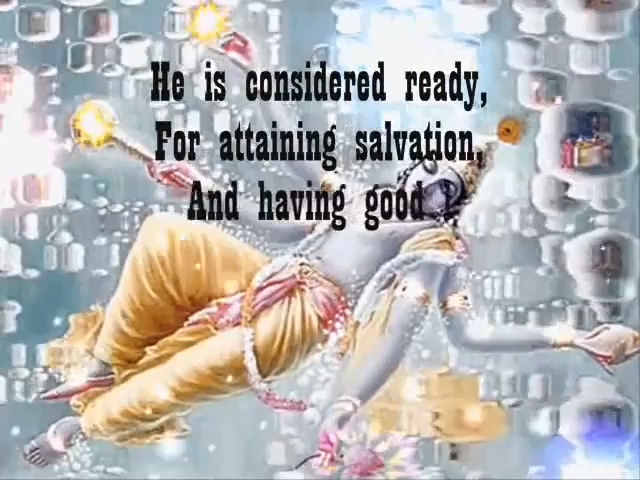 He is considered ready,
For attaining salvation,
And having good